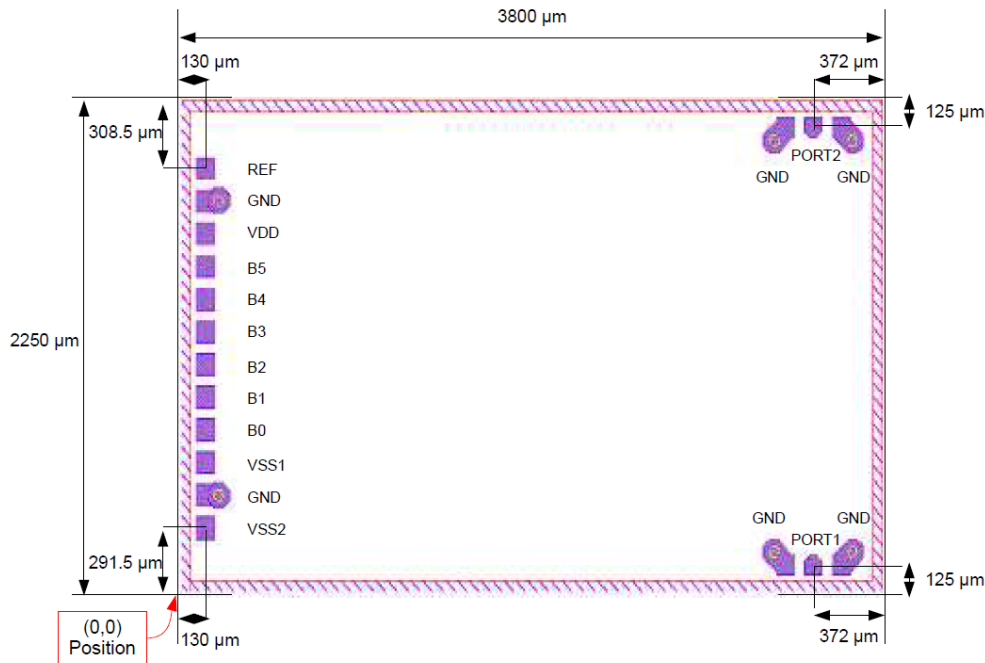 3800 µm
130 µm
372 µm
308.5 µm
125 µm
PORT2
REF
GND
GND
GND
VDD
B5
B4
B3
2250 µm
B2
B1
B0
VSS1
GND
GND
GND
VSS2
PORT1
291.5 µm
125 µm
(0,0)
Position
130 µm
372 µm